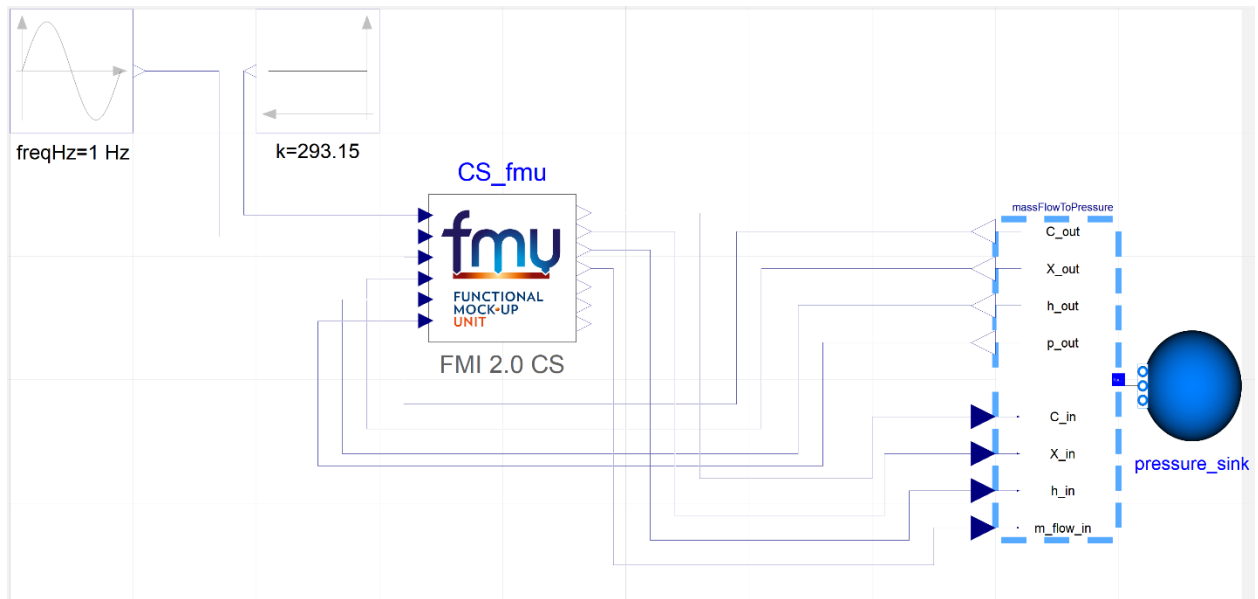 freqHz=1 Hz
k=293.15
CS_fmu
fmu
FUNCTIONAL
MOCK-UP
UNIT
FMI 2.0 CS
massFlowToPressure
C_out
X_out
h_out
p_out
C_in
X_in
h_in
m_flow_in
pressure_sink